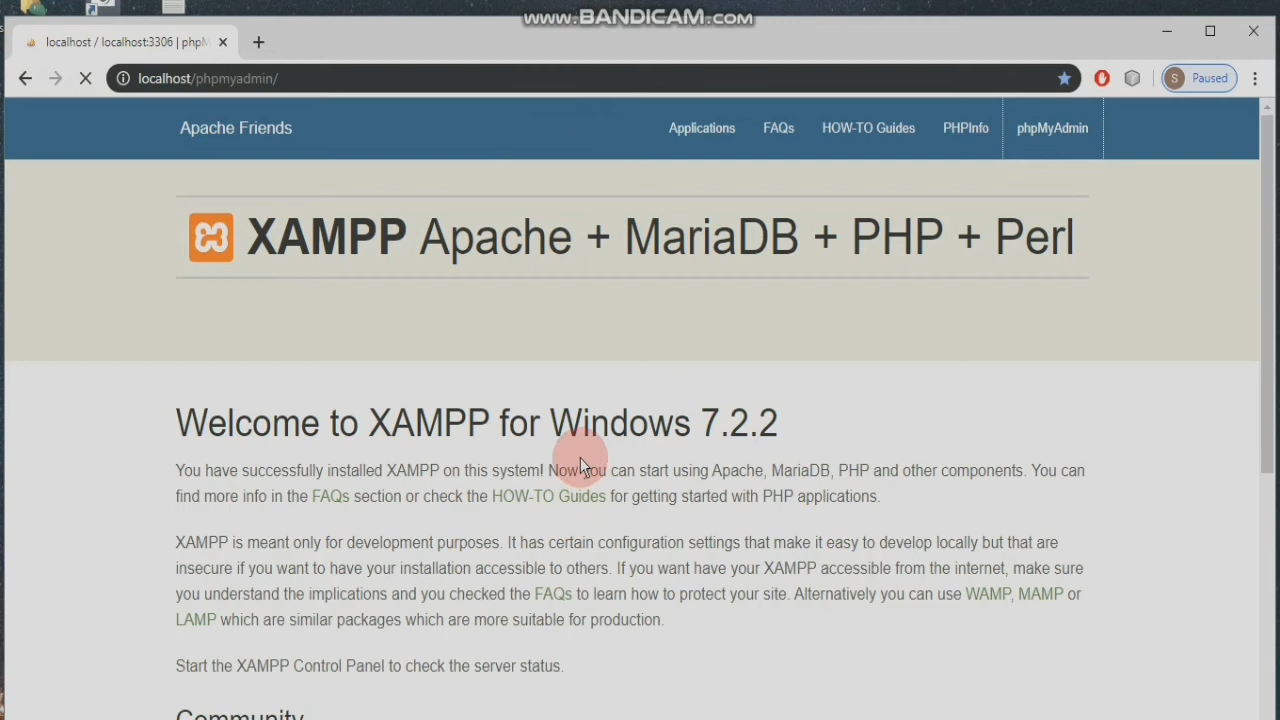 www.BANDICAM.com
localhost / localhost:3306 | phpM
Paused
localhost/phpmyadmin/
S
Apache Friends
Applications
FAQs
HOW-TO Guides
PHPInfo
phpMyAdmin
XAMPP Apache + MariaDB + PHP + Perl
Welcome to XAMPP for Windows 7.2.2
You have successfully installed XAMPP on this system! Now you can start using Apache, MariaDB, PHP and other components. You can
find more info in the FAQs section or check the HOW-TO Guides for getting started with PHP applications.
XAMPP is meant only for development purposes. It has certain configuration settings that make it easy to develop locally but that are
insecure if you want to have your installation accessible to others. If you want have your XAMPP accessible from the internet, make sure
you understand the implications and you checked the FAQs to learn how to protect your site. Alternatively you can use WAMP, MAMP or
LAMP which are similar packages which are more suitable for production.
Start the XAMPP Control Panel to check the server status.
Community